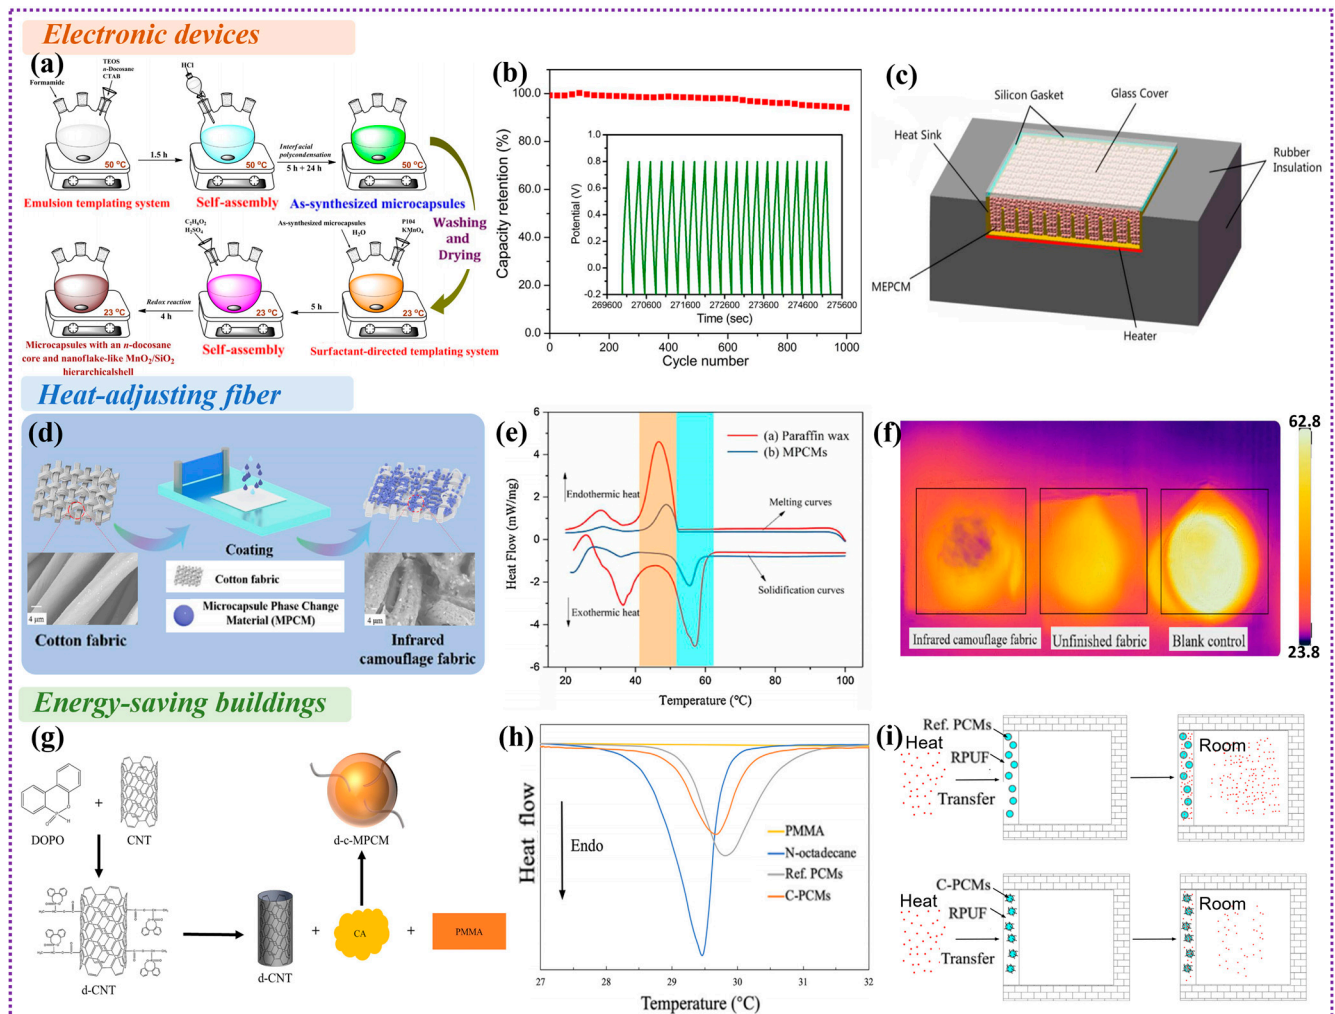 Electronic devices
(a)
TEOS
n-Docosane
CTAB
Formamide
HCl
50 °C
1.5 h
50 °C
Interfacial
polycondensation
5 h + 24 h
50 °C
Emulsion templating system
Self-assembly
As-synthesized microcapsules
Washing
and
Drying
C₂H₆O₂
H₂SO₄
As-synthesized microcapsules
H₂O
P104
KMnO₄
23 °C
Redox reaction
4 h
23 °C
5 h
23 °C
Microcapsules with an n-docosane
core and nanoflake-like MnO₂/SiO₂
hierarchicalshell
Self-assembly
Surfactant-directed templating system
(b)
Capacity retention (%)
100.0
80.0
60.0
40.0
20.0
0.0
0 200 400 600 800 1000
Cycle number
Potential (V)
1.0
0.8
0.6
0.4
0.2
0.0
-0.2
269600 270600 271600 272600 273600 274600 275600
Time (sec)
(c)
Silicon Gasket
Glass Cover
Heat Sink
Rubber
Insulation
MEPCM
Heater
Heat-adjusting fiber
(d)
Coating
Cotton fabric
Microcapsule Phase Change
Material (MPCM)
4 μm
4 μm
Cotton fabric
Infrared
camouflage fabric
(e)
Heat Flow (mW/mg)
6
4
2
0
-2
-4
-6
(a) Paraffin wax
(b) MPCMs
Endothermic heat
Melting curves
Solidification curves
Exothermic heat
20 40 60 80 100
Temperature (°C)
(f)
62.8
Infrared camouflage fabric
Unfinished fabric
Blank control
23.8
Energy-saving buildings
(g)
DOPO
+
CNT
d-c-MPCM
d-CNT
d-CNT
+
CA
+
PMMA
(h)
Heat flow
Endo
PMMA
N-octadecane
Ref. PCMs
C-PCMs
27 28 29 30 31 32
Temperature (°C)
(i)
Ref. PCMs
Heat
RPUF
Transfer
Room
C-PCMs
Heat
RPUF
Transfer
Room